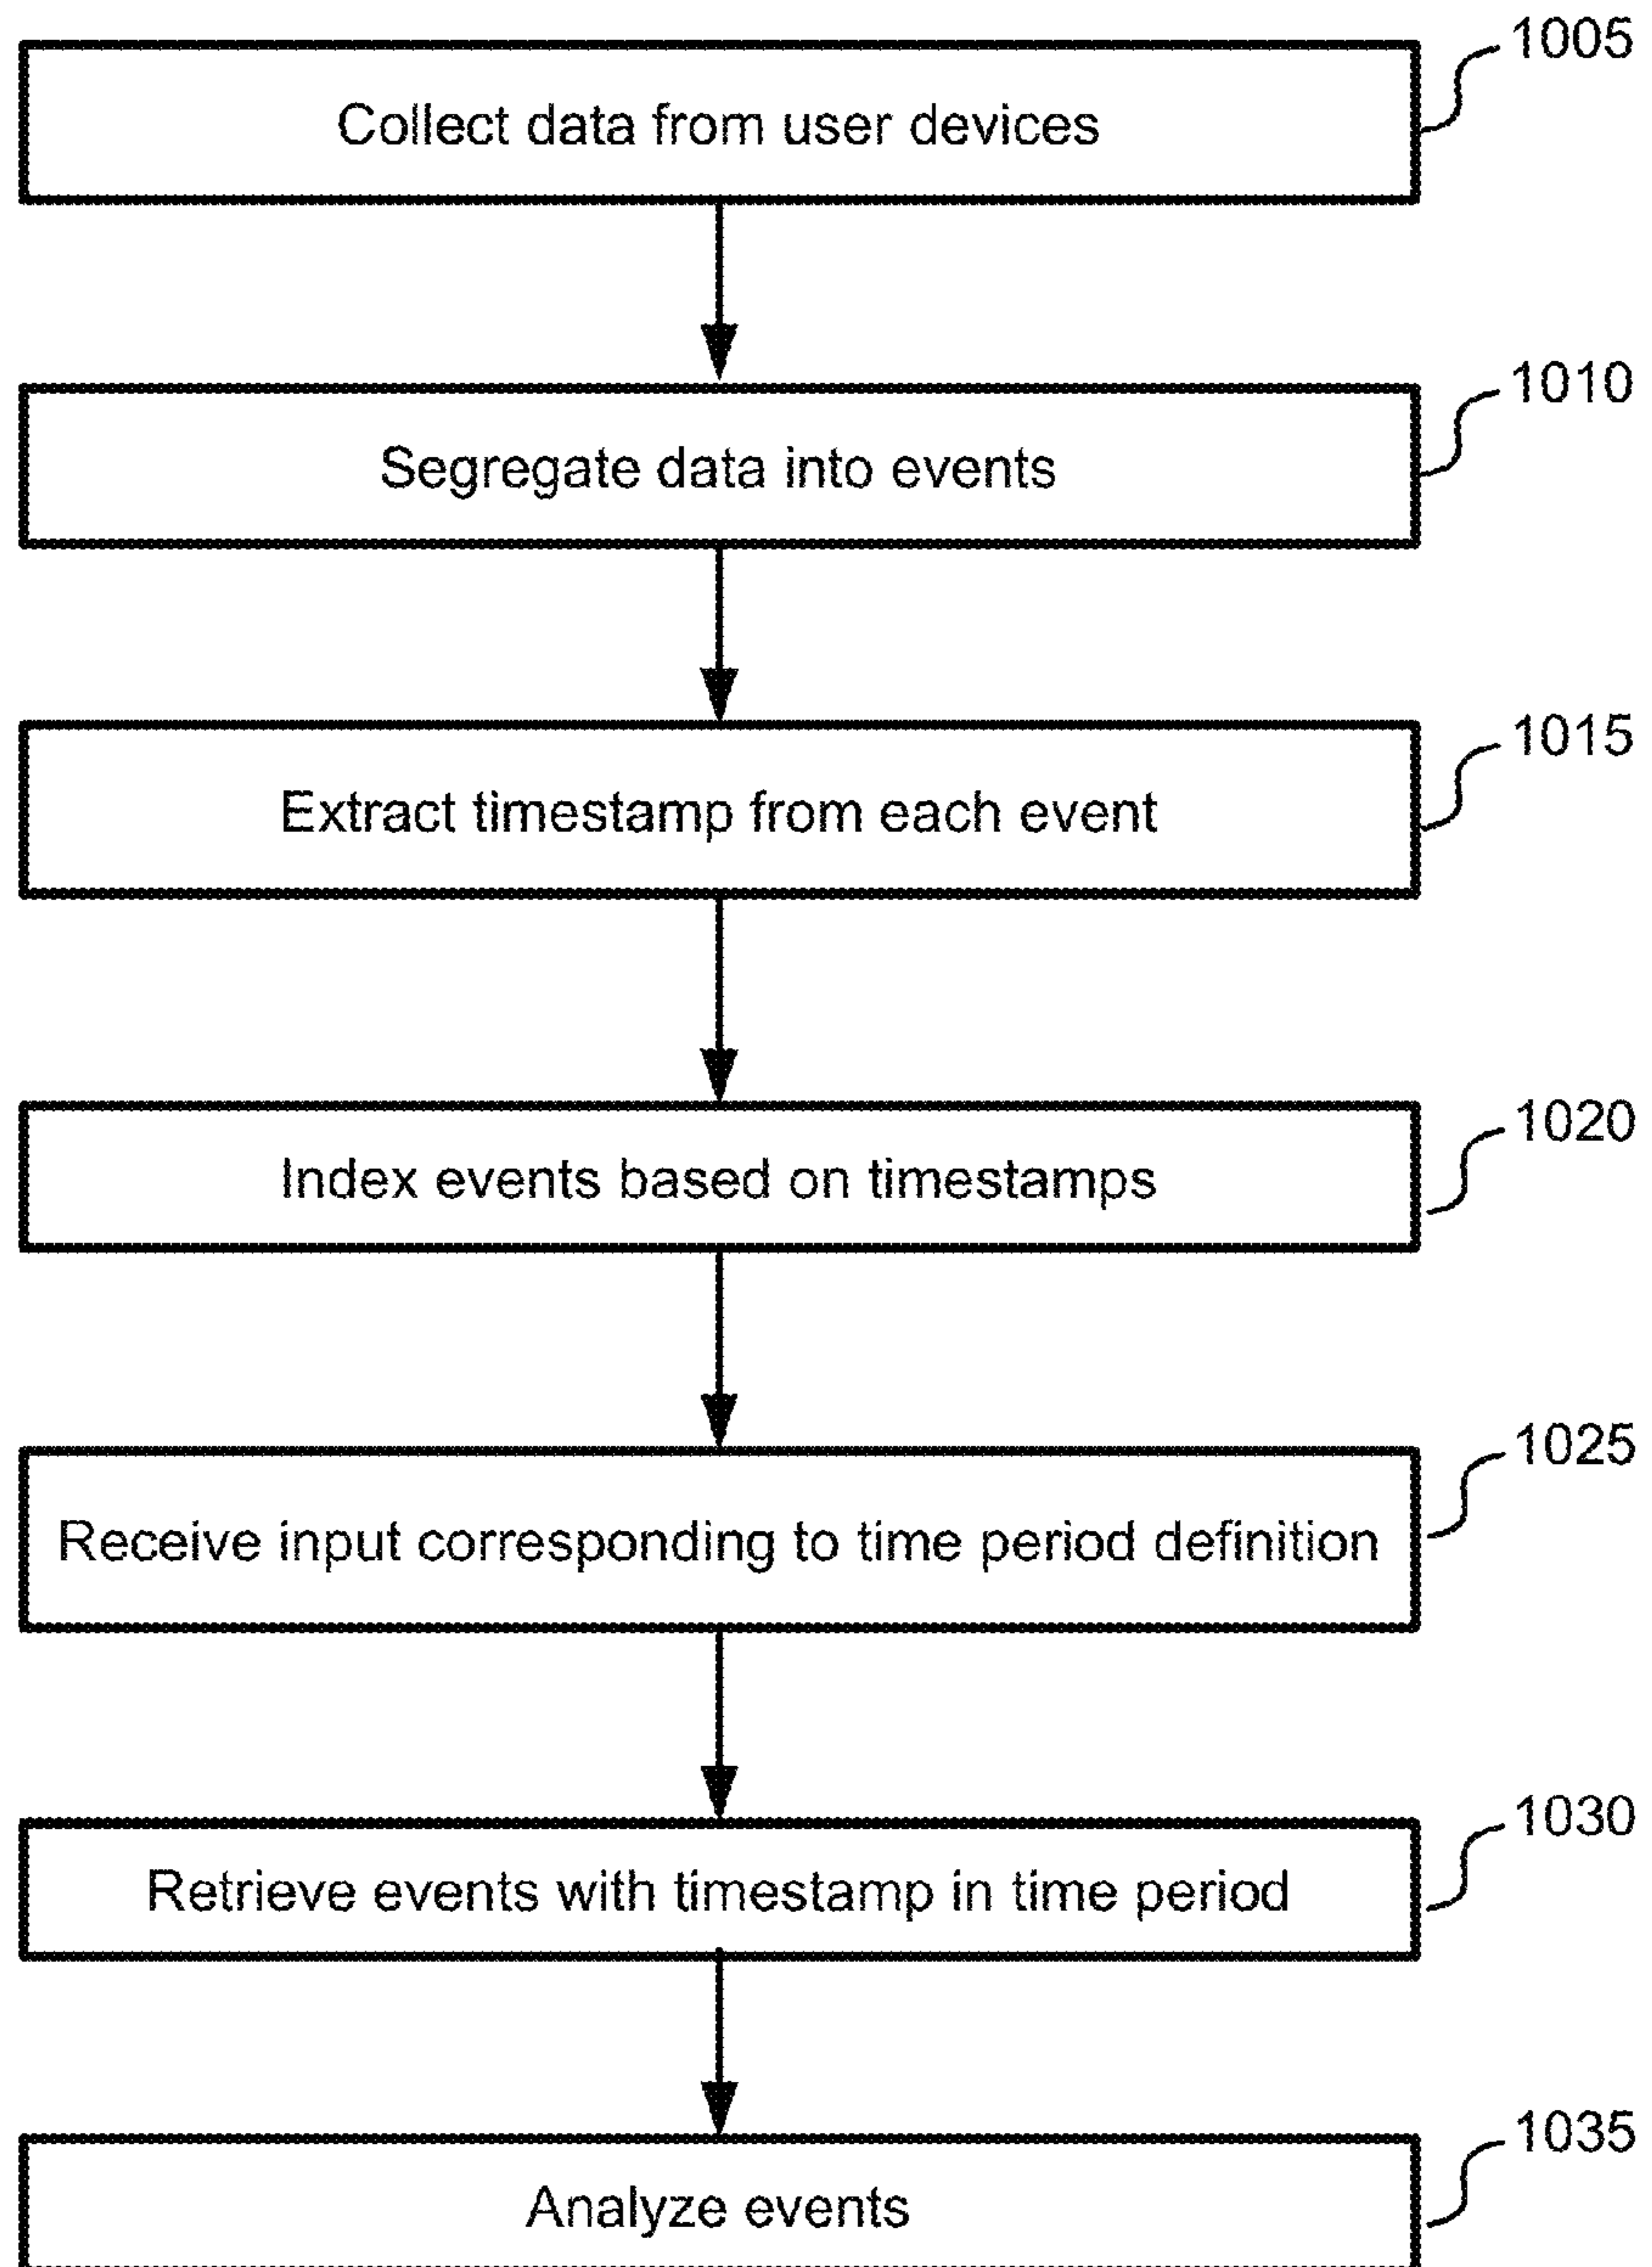 1005
Collect data from user devices
1010
Segregate data into events
1015
Extract timestamp from each event
1020
Index events based on timestamps
1025
Receive input corresponding to time period definition
1030
Retrieve events with timestamp in time period
1035
Analyze events